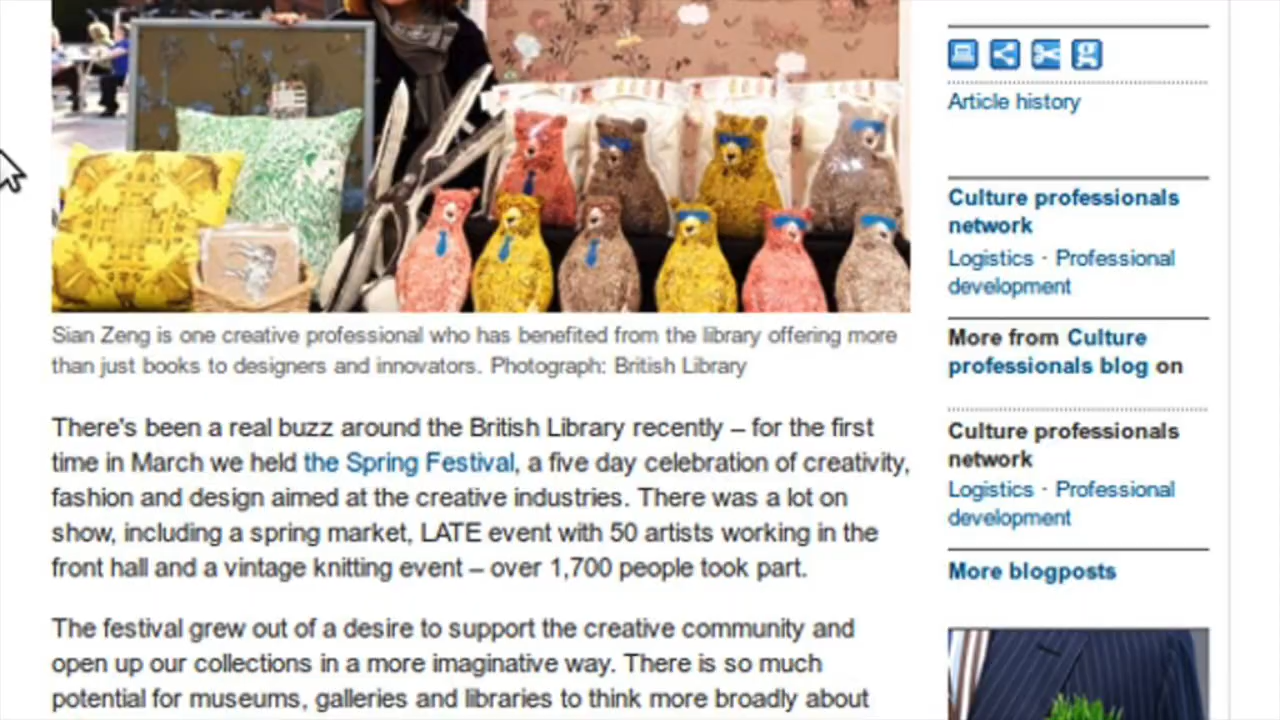 Sian Zeng is one creative professional who has benefited from the library offering more
than just books to designers and innovators. Photograph: British Library
There's been a real buzz around the British Library recently – for the first
time in March we held the Spring Festival, a five day celebration of creativity,
fashion and design aimed at the creative industries. There was a lot on
show, including a spring market, LATE event with 50 artists working in the
front hall and a vintage knitting event – over 1,700 people took part.
The festival grew out of a desire to support the creative community and
open up our collections in a more imaginative way. There is so much
potential for museums, galleries and libraries to think more broadly about
Article history
Culture professionals
network
Logistics · Professional
development
More from Culture
professionals blog on
Culture professionals
network
Logistics · Professional
development
More blogposts